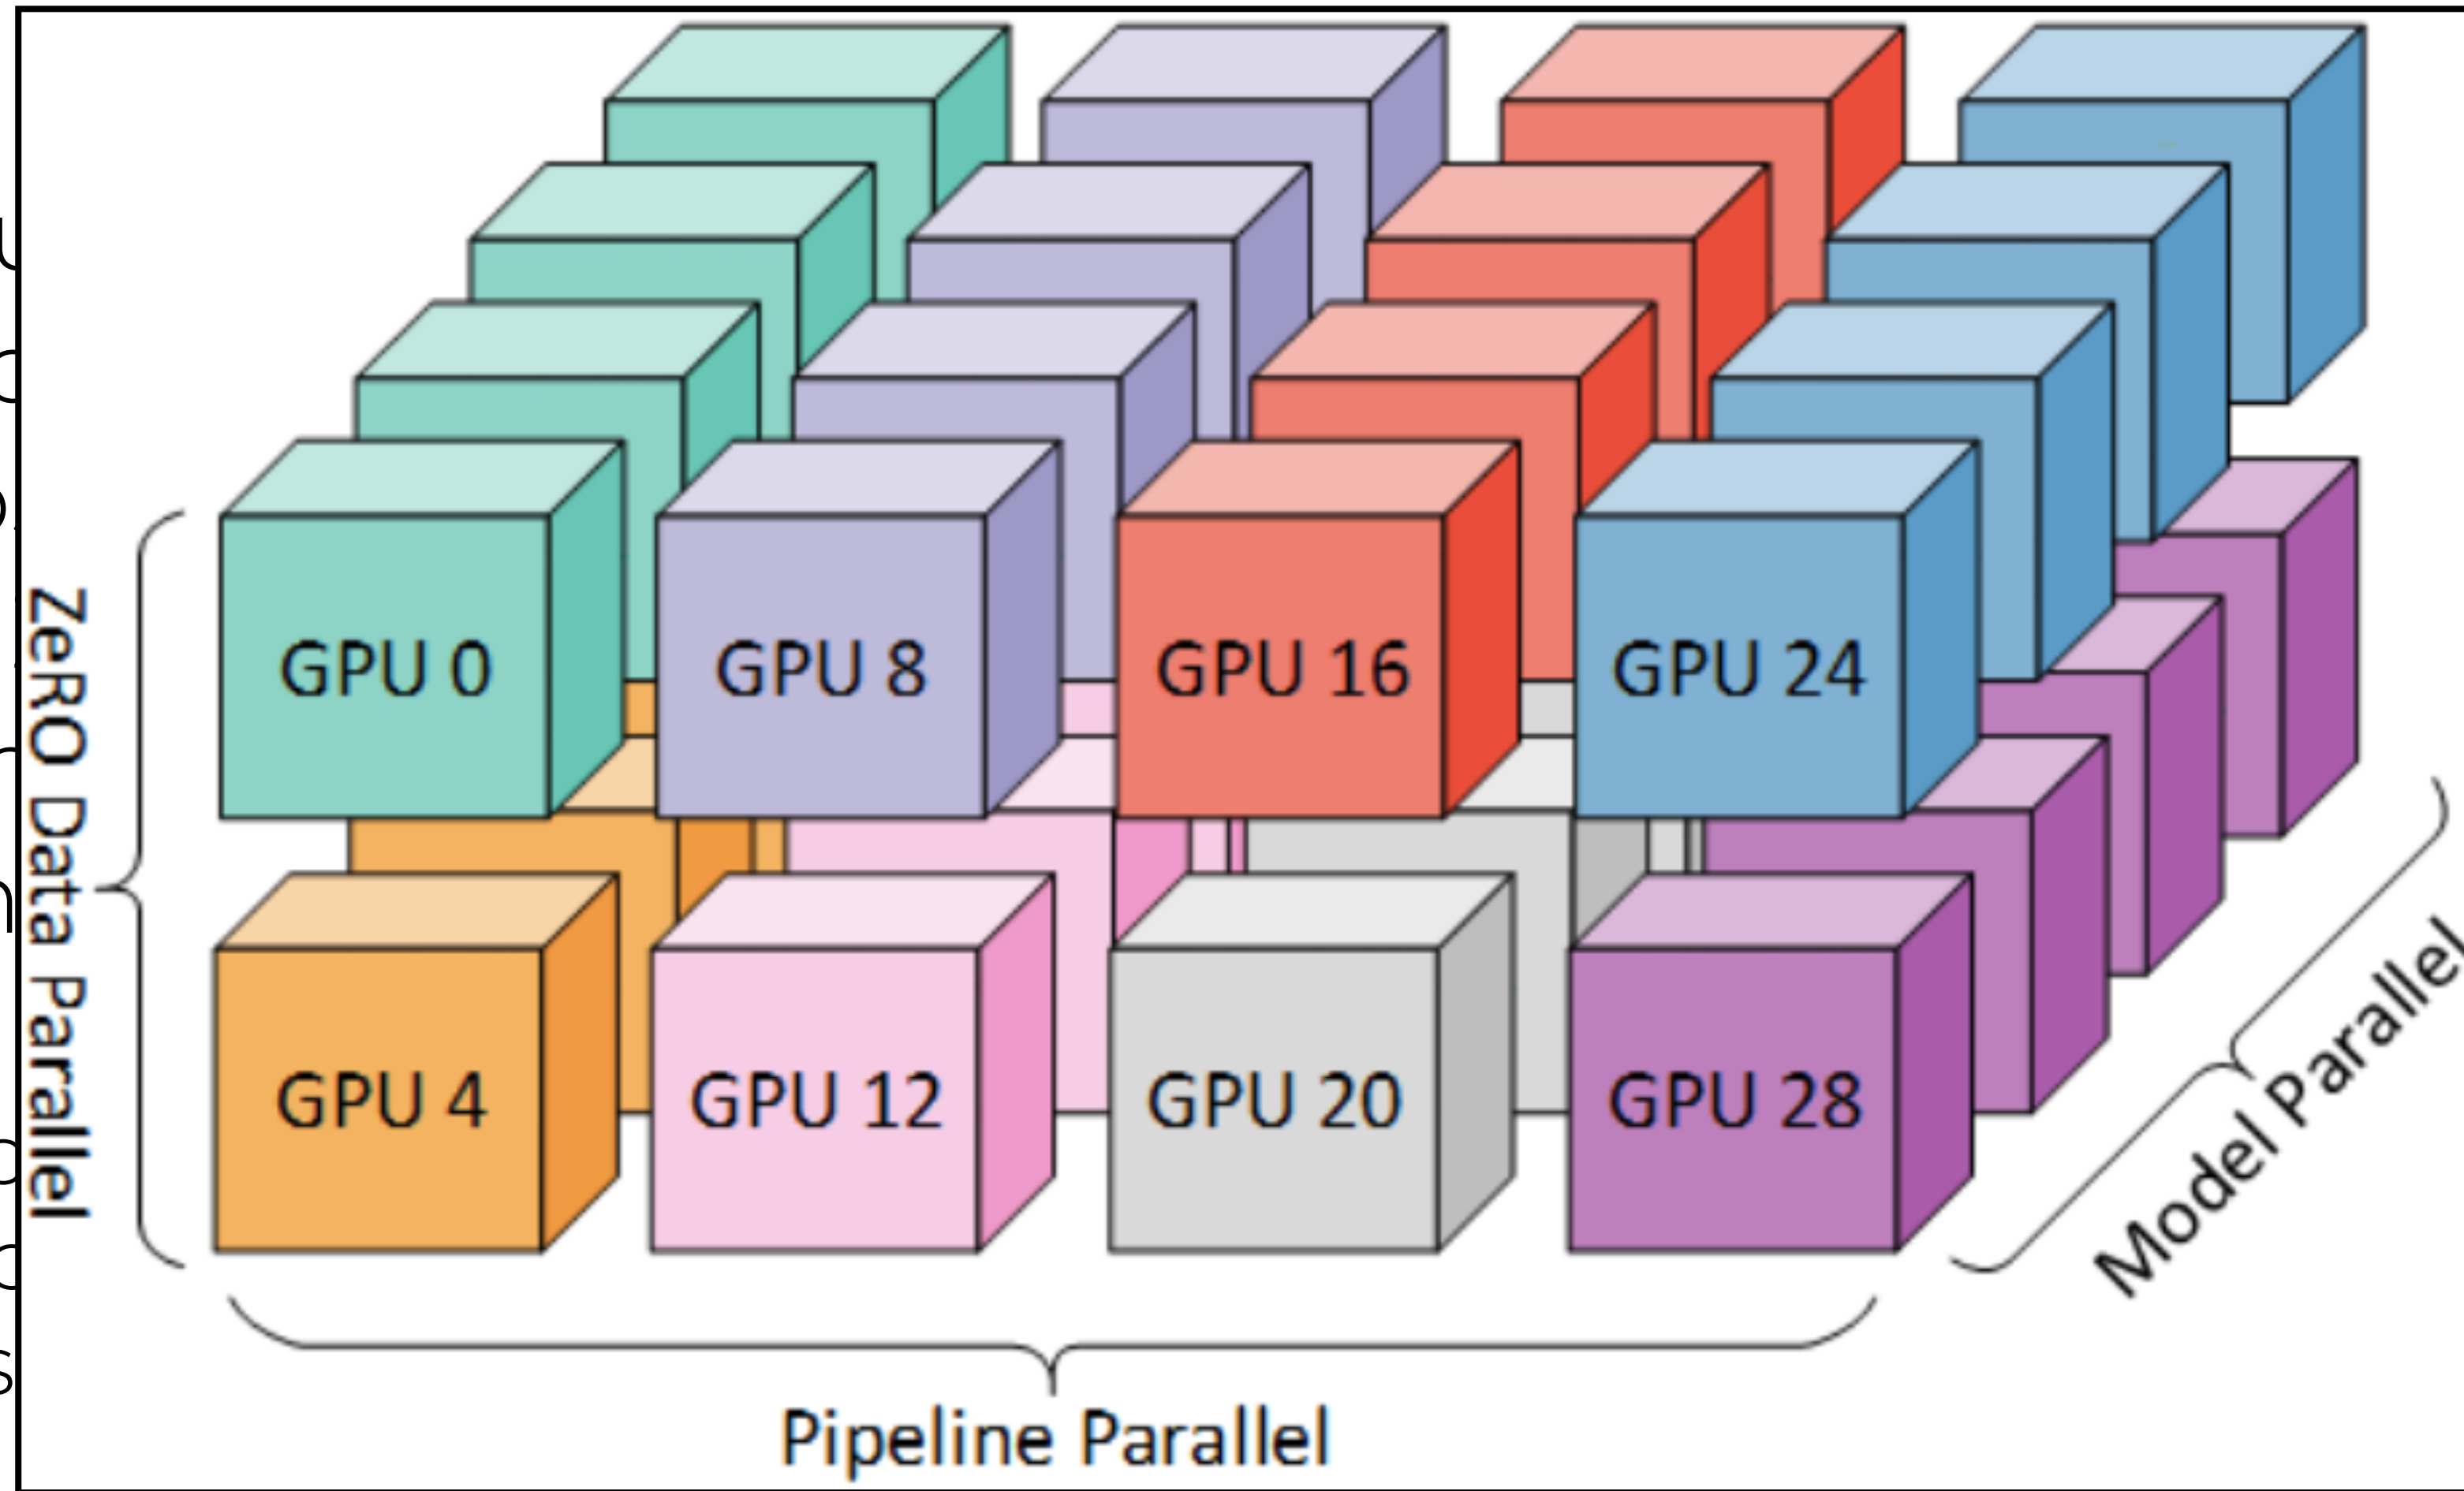 GPU 0
GPU 8
GPU 16
GPU 24
ZeRO Data Parallel
GPU 4
GPU 12
GPU 20
GPU 28
Model Parallel
Pipeline Parallel